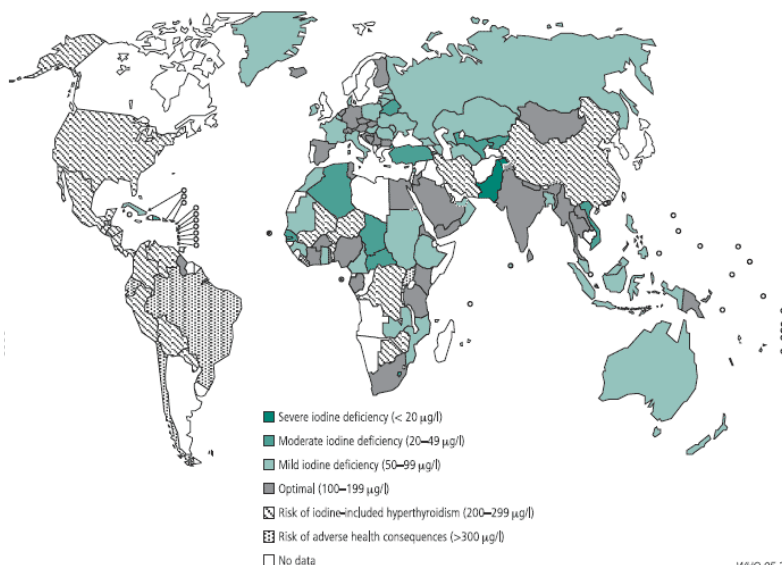 Severe iodine deficiency (< 20 µg/l)
Moderate iodine deficiency (20–49 µg/l)
Mild iodine deficiency (50–99 µg/l)
Optimal (100–199 µg/l)
Risk of iodine-included hyperthyroidism (200–299 µg/l)
Risk of adverse health consequences (>300 µg/l)
No data